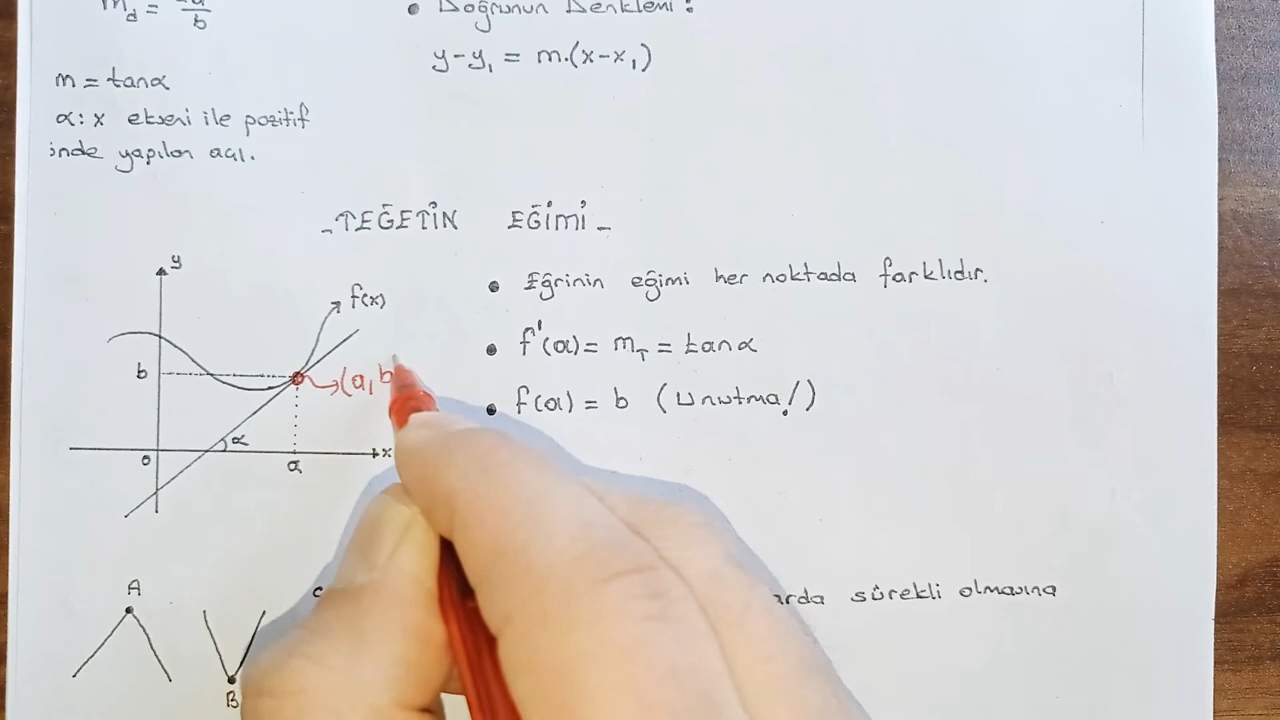 m_d = -a/b
• Doğrunun Denklemi:
y-y₁ = m.(x-x₁)
m = tanα
α: x ekseni ile pozitif
yapılan açı.
-TEĞETİN EĞİMİ-
y
f(x)
b
(a, b
α
0
a
x
• Eğrinin eğimi her noktada farklıdır.
• f'(a) = m_T = tanα
• f(a) = b (Unutma!)
A
B
sürekli olmasına